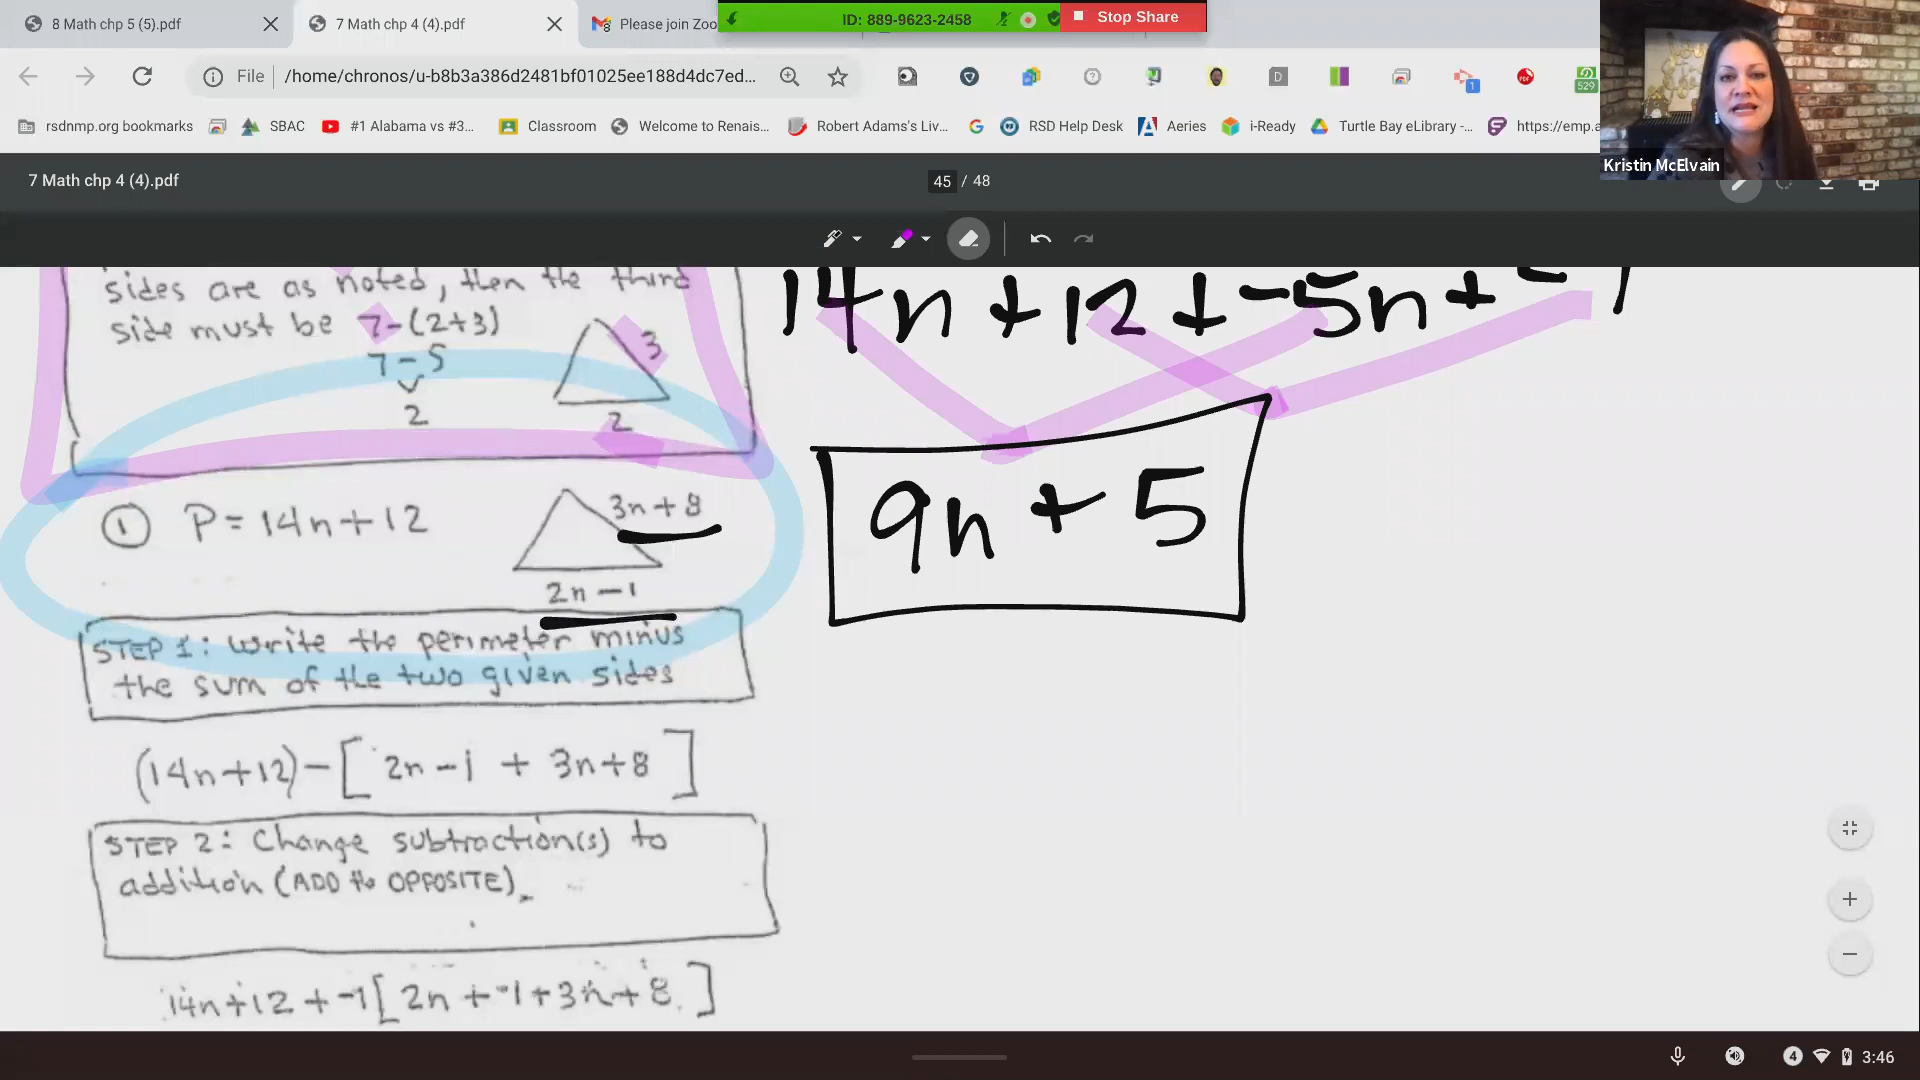 8 Math chp 5 (5).pdf
7 Math chp 4 (4).pdf
Please join Zoo
ID: 889-9623-2458
Stop Share
File
/home/chronos/u-b8b3a386d2481bf01025ee188d4dc7ed...
529
rsdnmp.org bookmarks
SBAC
#1 Alabama vs #3...
Classroom
Welcome to Renais...
Robert Adams's Liv...
RSD Help Desk
Aeries
i-Ready
Turtle Bay eLibrary -...
https://emp.a
Kristin McElvain
7 Math chp 4 (4).pdf
45 / 48
sides are as noted, then the third
side must be 7-(2+3)
7-5
2
3
2
① P = 14n+12
3n+8
2n-1
STEP 1: Write the perimeter minus
the sum of the two given sides
(14n+12)-[2n-1 + 3n+8]
STEP 2: Change subtraction(s) to
addition (ADD the OPPOSITE).
14n+12+-1[2n+-1+3n+8]
14n+12+-5n+-7
9n+5
4
3:46